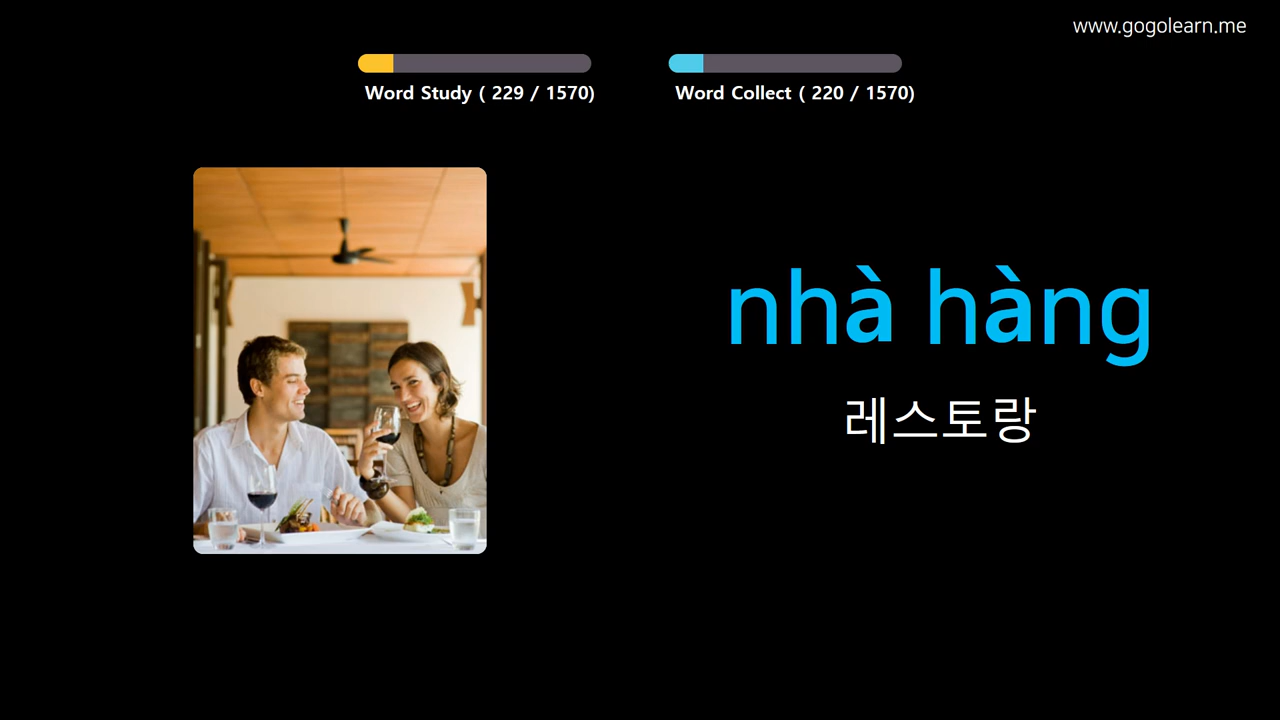 www.gogolearn.me
Word Study ( 229 / 1570)
Word Collect ( 220 / 1570)
nhà hàng
레스토랑